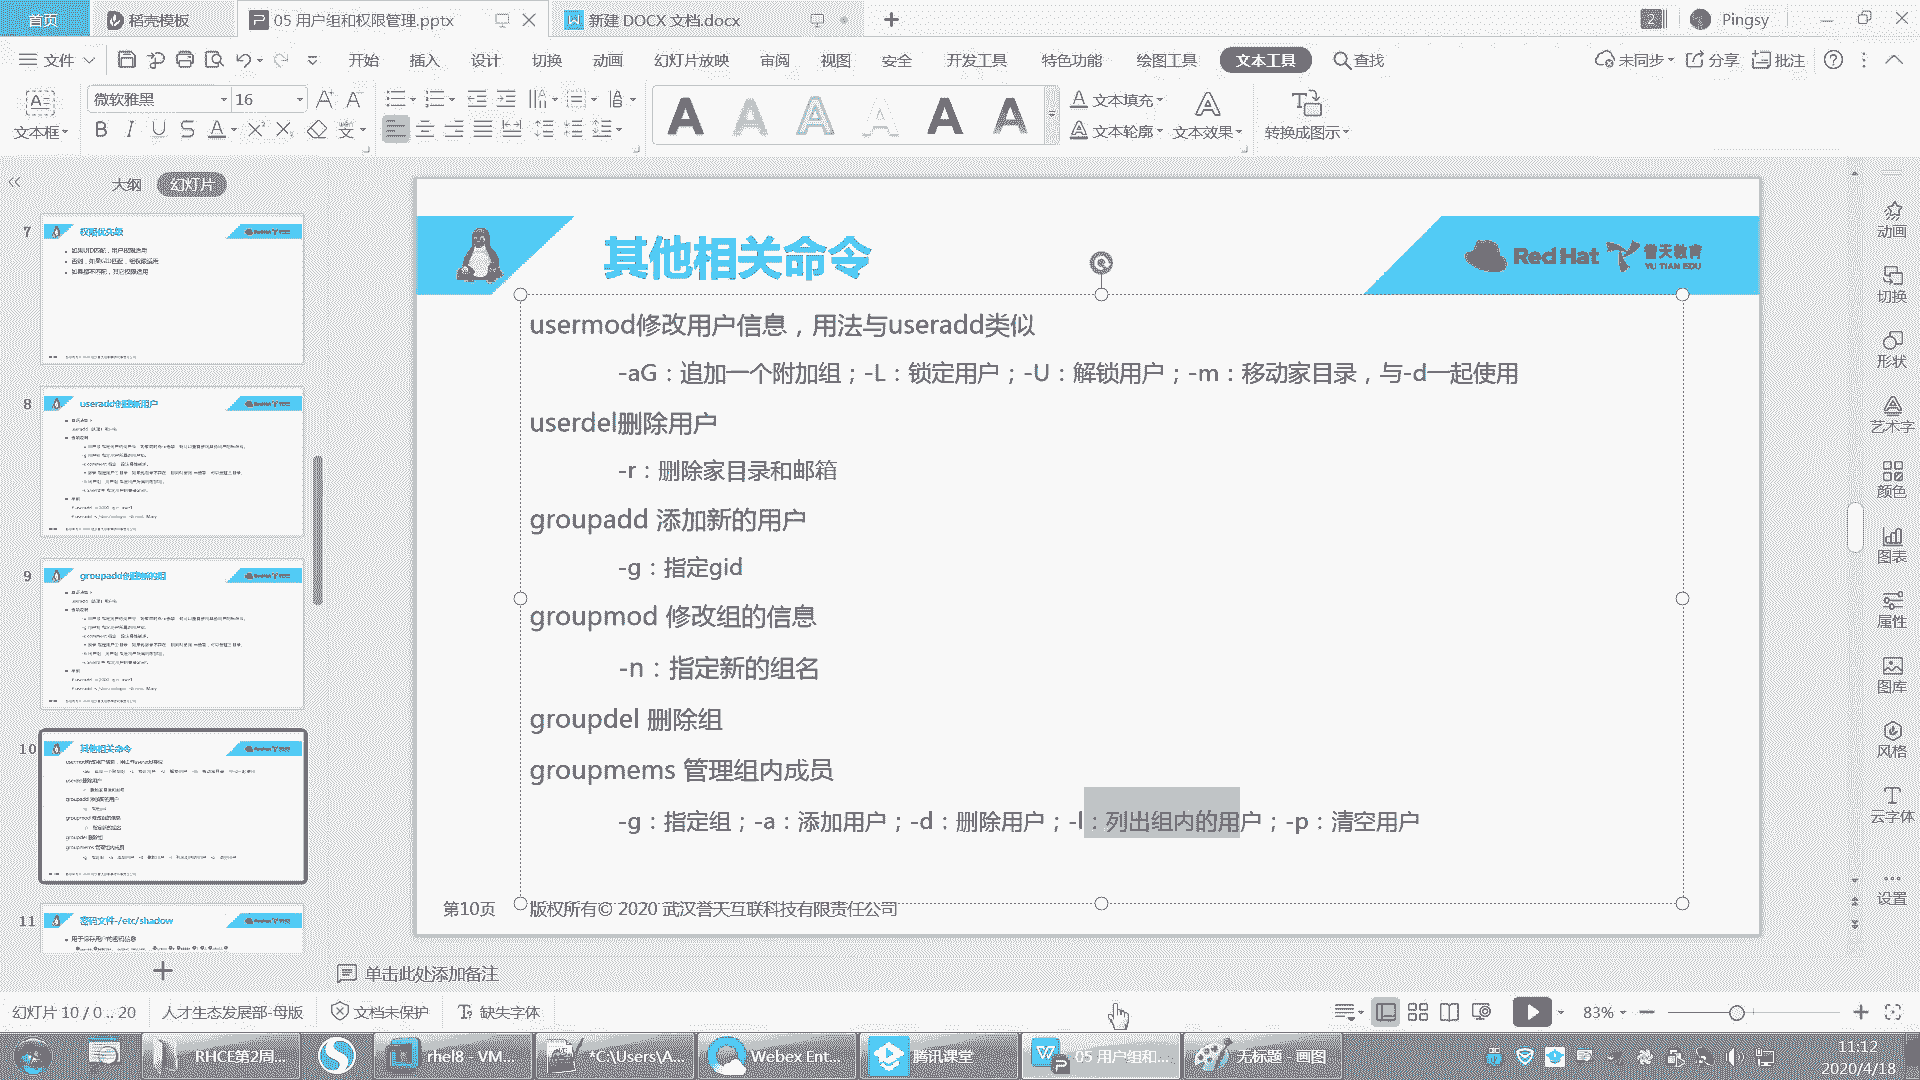 首页
稻壳模板
05 用户组和权限管理.pptx
新建 DOCX 文档.docx
2
Pingsy
文件
开始 插入 设计 切换 动画 幻灯片放映 审阅 视图 安全 开发工具 特色功能 绘图工具 文本工具 查找
未同步 分享 批注
微软雅黑 16
文本框
文本填充
文本轮廓 文本效果 转换成图示
大纲 幻灯片
7
权限优先级
8
useradd创建新用户
9
groupadd创建新的组
10
其他相关命令
11
密码文件-/etc/shadow
其他相关命令
Red Hat
誉天教育
YU TIAN EDU
usermod修改用户信息，用法与useradd类似
-aG：追加一个附加组；-L：锁定用户；-U：解锁用户；-m：移动家目录，与-d一起使用
userdel删除用户
-r：删除家目录和邮箱
groupadd 添加新的用户
-g：指定gid
groupmod 修改组的信息
-n：指定新的组名
groupdel 删除组
groupmems 管理组内成员
-g：指定组；-a：添加用户；-d：删除用户；-l：列出组内的用户；-p：清空用户
第10页
版权所有© 2020 武汉誉天互联科技有限责任公司
动画
切换
形状
艺术字
颜色
图表
属性
图库
风格
云字体
设置
单击此处添加备注
幻灯片 10 / 0 .. 20
人才生态发展部-母版
文档未保护
缺失字体
83%
RHCE第2周...
rhel8 - VM...
*C:\Users\A...
Webex Ent...
腾讯课堂
05 用户组和...
无标题 - 画图
11:12
2020/4/18